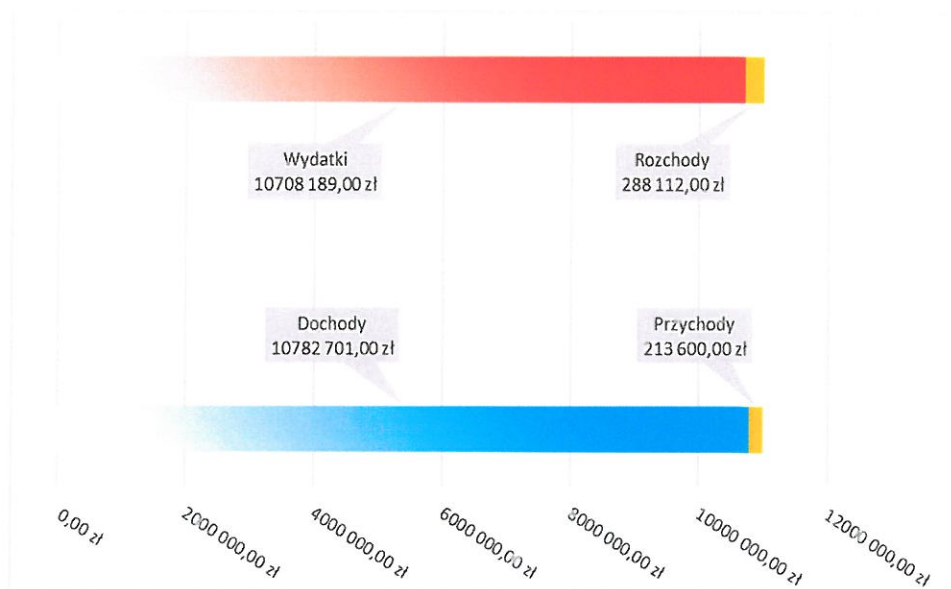 Wydatki
10708 189,00 zł
Rozchody
288 112,00 zł
Dochody
10782 701,00 zł
Przychody
213 600,00 zł
0,00 zł
2000 000,00 zł
4000 000,00 zł
6000 000,00 zł
8000 000,00 zł
10000 000,00 zł
12000 000,00 zł